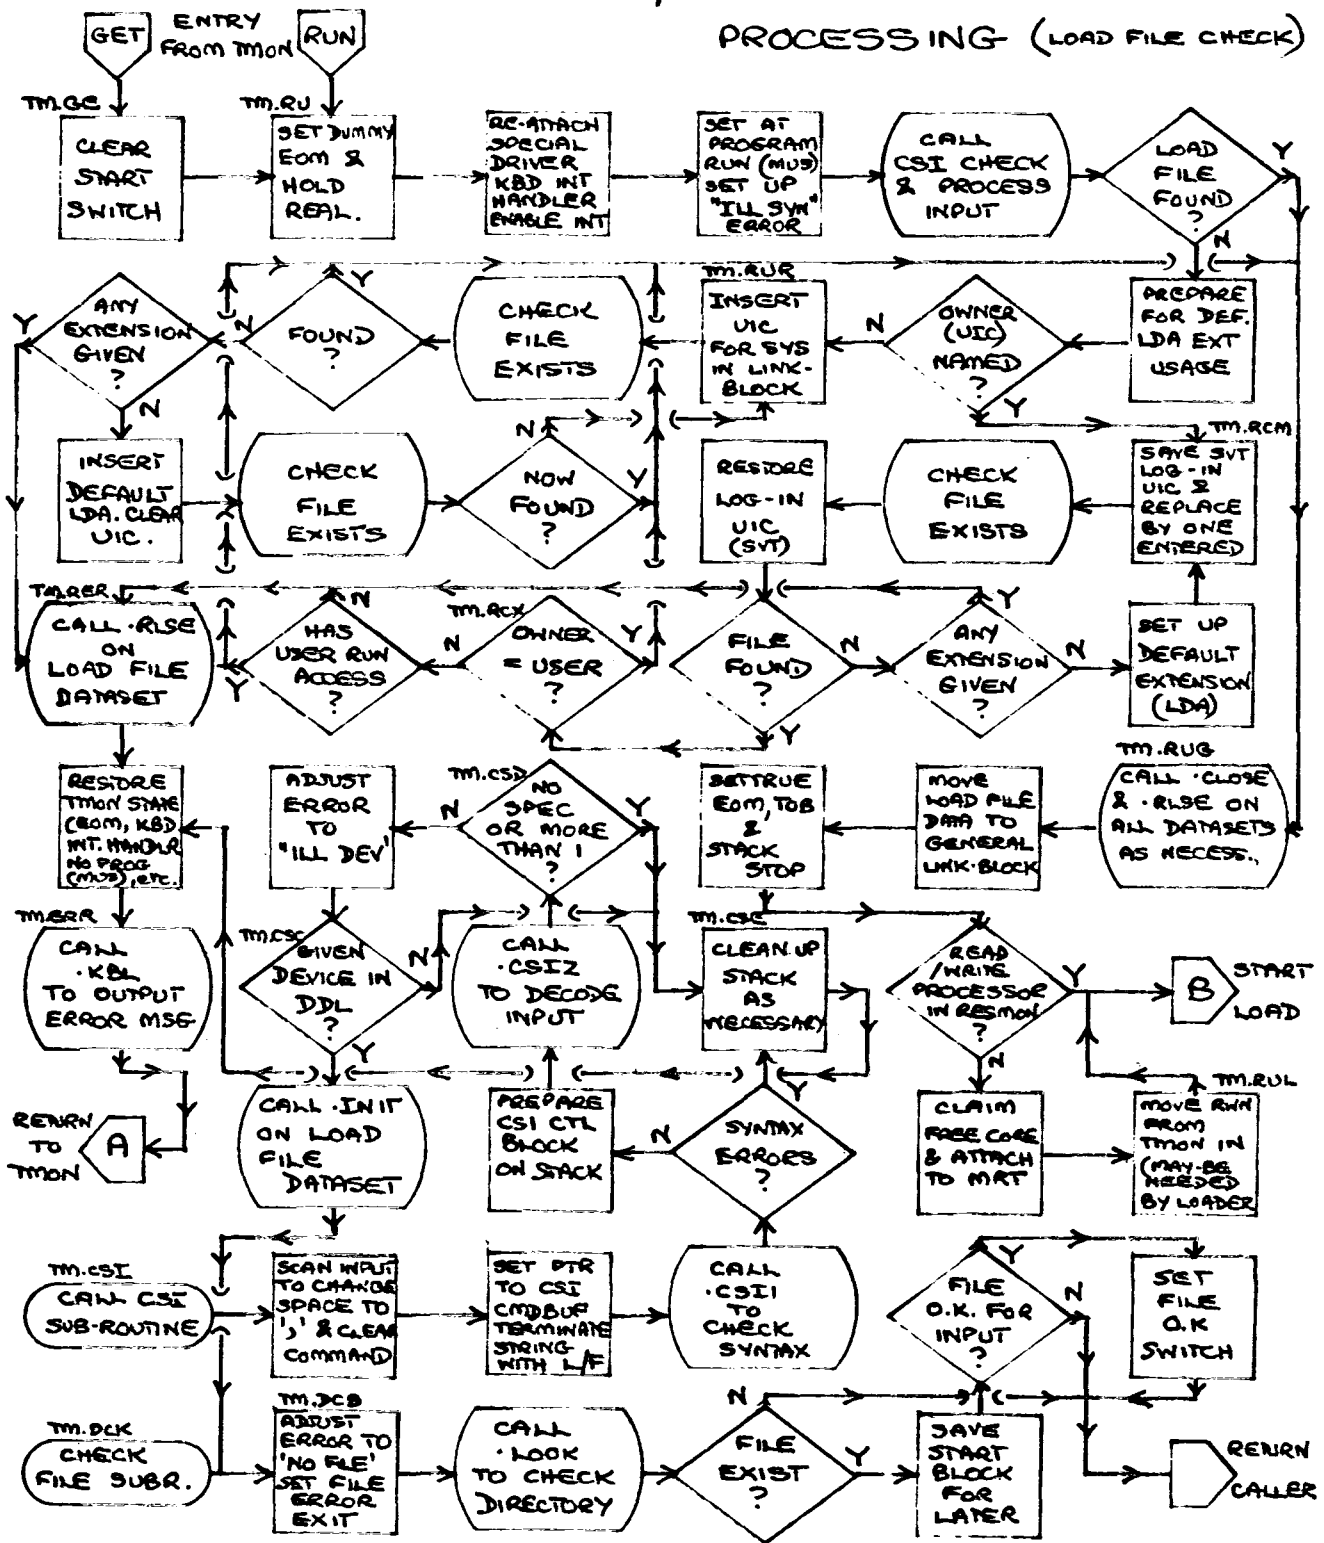 PROCESSING (LOAD FILE CHECK)
GET
ENTRY
FROM TMON
RUN
TM.GE
CLEAR
START
SWITCH
TM.RU
SET DUMMY
EOM &
HOLD
REAL.
RE-ATTACH
SPECIAL
DRIVER
KBD INT
HANDLER
ENABLE INT
SET AT
PROGRAM
RUN (MUS)
SET UP
"ILL SYN"
ERROR
CALL
CSI CHECK
& PROCESS
INPUT
LOAD
FILE
FOUND
?
Y
N
ANY
EXTENSION
GIVEN
?
Y
N
FOUND
?
Y
N
CHECK
FILE
EXISTS
TM.RUR
INSERT
UIC
FOR SYS
IN LINK-
BLOCK
N
OWNER
(UIC)
NAMED
?
Y
PREPARE
FOR DEF.
LDA EXT
USAGE
INSERT
DEFAULT
LDA. CLEAR
UIC.
CHECK
FILE
EXISTS
N
NOW
FOUND
?
Y
RESTORE
LOG-IN
UIC
(SVT)
CHECK
FILE
EXISTS
TM.RCM
SAVE SVT
LOG-IN
UIC &
REPLACE
BY ONE
ENTERED
TM.RER
CALL .RLSE
ON
LOAD FILE
DATASET
N
HAS
USER RUN
ACCESS
?
Y
TM.RCX
N
OWNER
= USER
?
Y
FILE
FOUND
?
N
Y
ANY
EXTENSION
GIVEN
?
Y
N
SET UP
DEFAULT
EXTENSION
(LDA)
RESTORE
TMON STATE
(EOM, KBD
INT. HANDLER
NO PROG
(MUS), ETC.
ADJUST
ERROR
TO
"ILL DEV'
TM.CSD
N
NO
SPEC
OR MORE
THAN 1
?
Y
SET TRUE
EOM, TOB
&
STACK
STOP
MOVE
LOAD FILE
DATA TO
GENERAL
LINK-BLOCK
TM.RUG
CALL .CLOSE
& .RLSE ON
ALL DATASETS
AS NECESS.,
TM.ERR
CALL
.KBL
TO OUTPUT
ERROR MSG
TM.CSC
GIVEN
DEVICE IN
DDL
?
N
Y
CALL
.CSI2
TO DECODE
INPUT
TM.CSE
CLEAN UP
STACK
AS
NECESSARY
READ
/WRITE
PROCESSOR
IN RESMON
?
Y
N
B
START
LOAD
RETURN
TO
TMON
A
CALL .INIT
ON LOAD
FILE
DATASET
PREPARE
CSI CTL
BLOCK
ON STACK
N
SYNTAX
ERRORS
?
Y
CLAIM
FREE CORE
& ATTACH
TO MRT
TM.RUL
MOVE RWN
FROM
TMON IN
(MAY-BE
NEEDED
BY LOADER
TM.CSI
CALL CSI
SUB-ROUTINE
SCAN INPUT
TO CHANGE
SPACE TO
',' & CLEAR
COMMAND
SET PTR
TO CSI
CMDBUF
TERMINATE
STRING
WITH L/F
CALL
.CSI1
TO
CHECK
SYNTAX
FILE
O.K. FOR
INPUT
?
Y
N
SET
FILE
O.K
SWITCH
TM.DCK
CHECK
FILE SUBR.
TM.DCS
ADJUST
ERROR TO
'NO FILE'
SET FILE
ERROR
EXIT
CALL
.LOOK
TO CHECK
DIRECTORY
N
FILE
EXIST
?
Y
SAVE
START
BLOCK
FOR
LATER
RETURN
CALLER